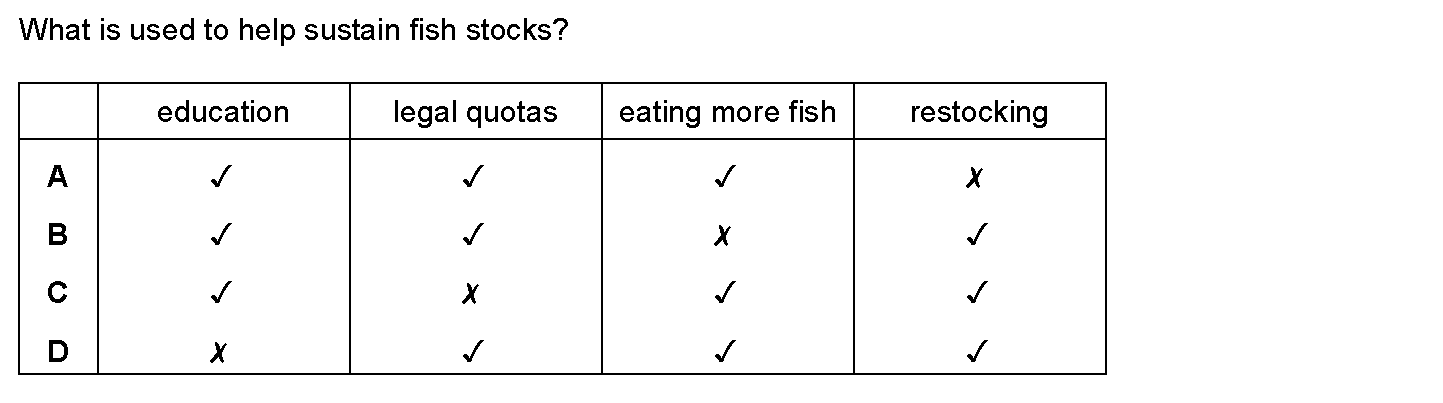 What is used to help sustain fish stocks?
education legal quotas eating more fish restocking
A ✓ ✓ ✓ ✗
B ✓ ✓ ✗ ✓
C ✓ ✗ ✓ ✓
D ✗ ✓ ✓ ✓